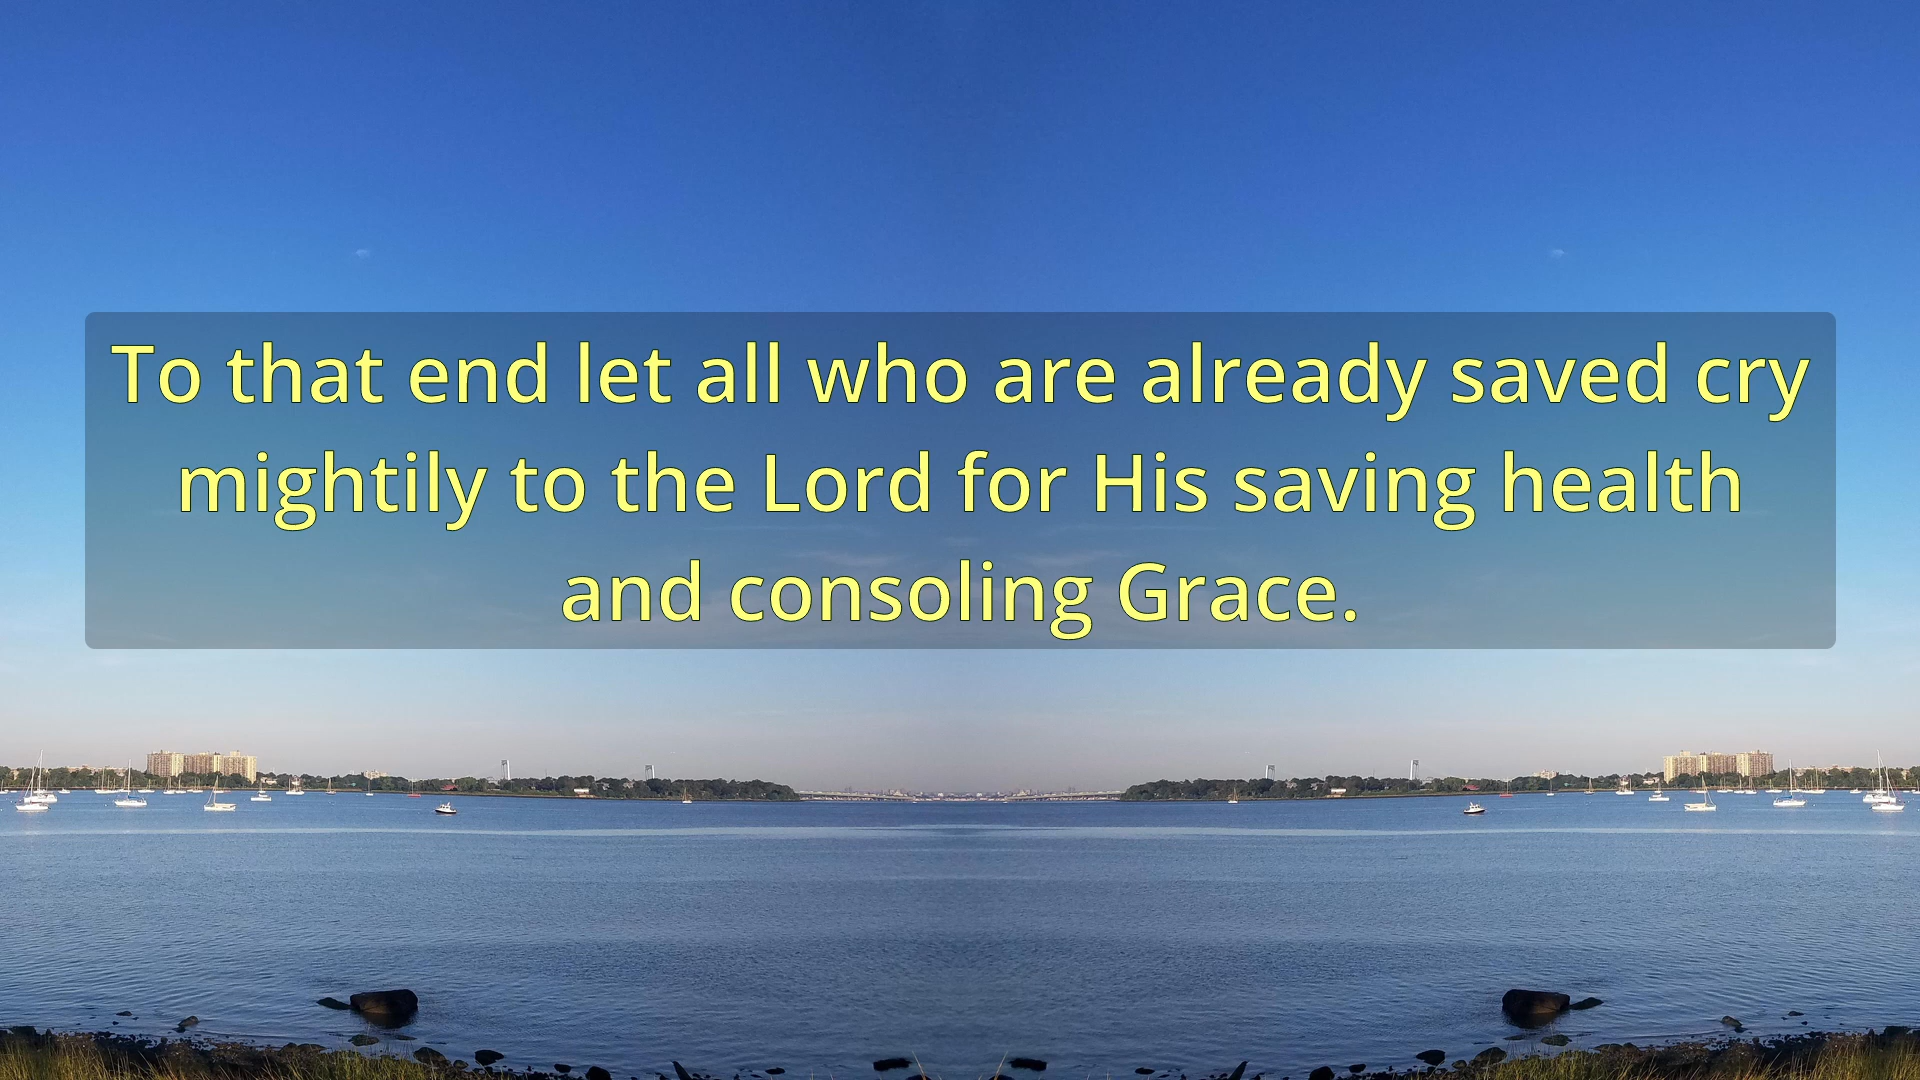 To that end let all who are already saved cry
mightily to the Lord for His saving health
and consoling Grace.